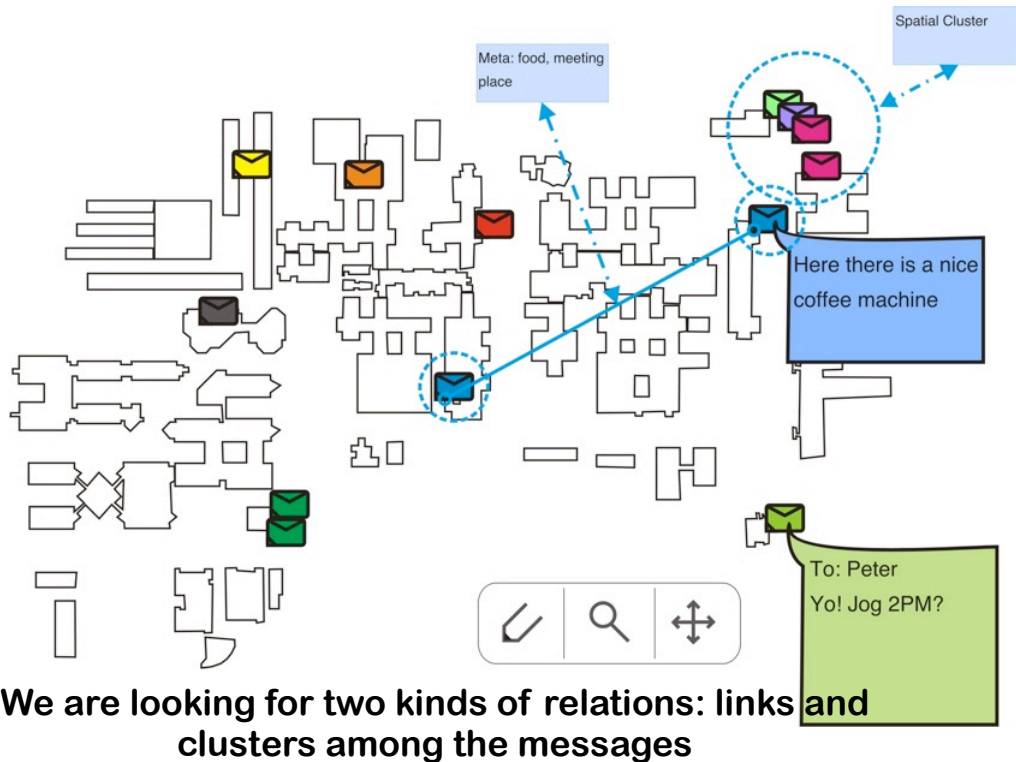 Spatial Cluster
Meta: food, meeting
place
Here there is a nice
coffee machine
To: Peter
Yo! Jog 2PM?
We are looking for two kinds of relations: links and
clusters among the messages